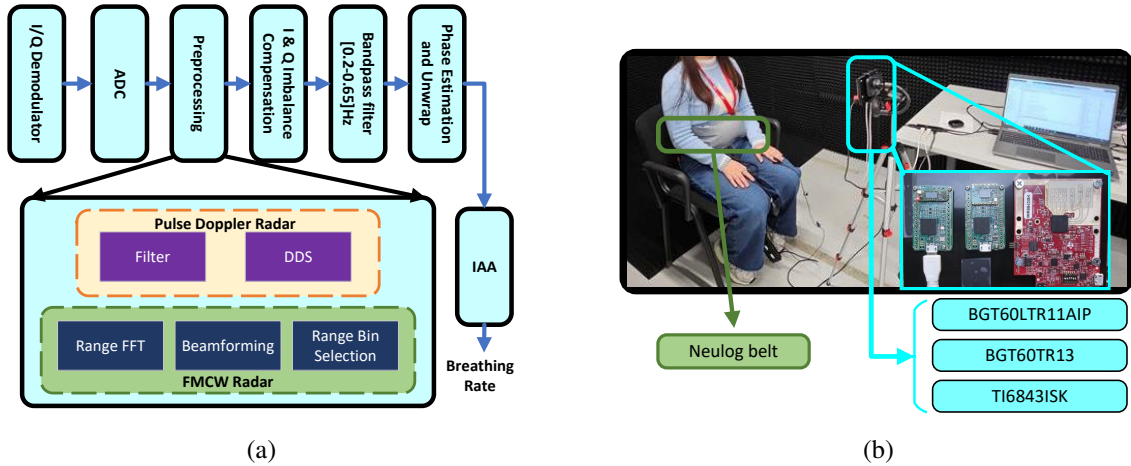 I/Q Demodulator
ADC
Preprocessing
I & Q Imbalance
Compensation
Bandpass filter
[0.2-0.65]Hz
Phase Estimation
and Unwrap
Pulse Doppler Radar
Filter
DDS
Range FFT
Beamforming
Range Bin
Selection
FMCW Radar
IAA
Breathing
Rate
(a)
Neulog belt
BGT60LTR11AIP
BGT60TR13
TI6843ISK
(b)